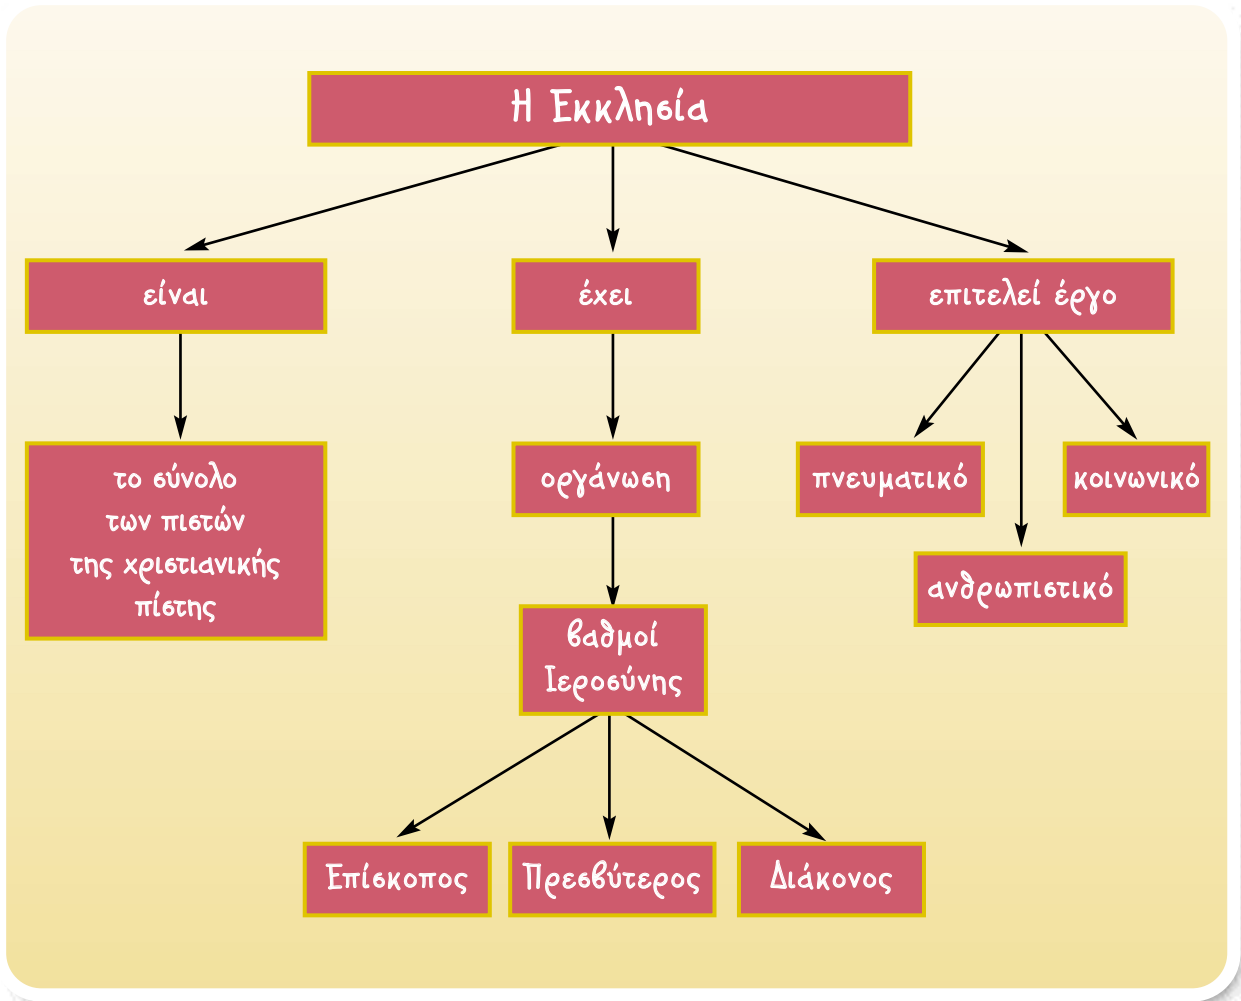 Η Εκκλησία
είναι
έχει
επιτελεί έργο
το σύνολο
των πιστών
της χριστιανικής
πίστης
οργάνωση
πνευματικό
κοινωνικό
ανθρωπιστικό
βαθμοί
Ιεροσύνης
Επίσκοπος
Πρεσβύτερος
Διάκονος